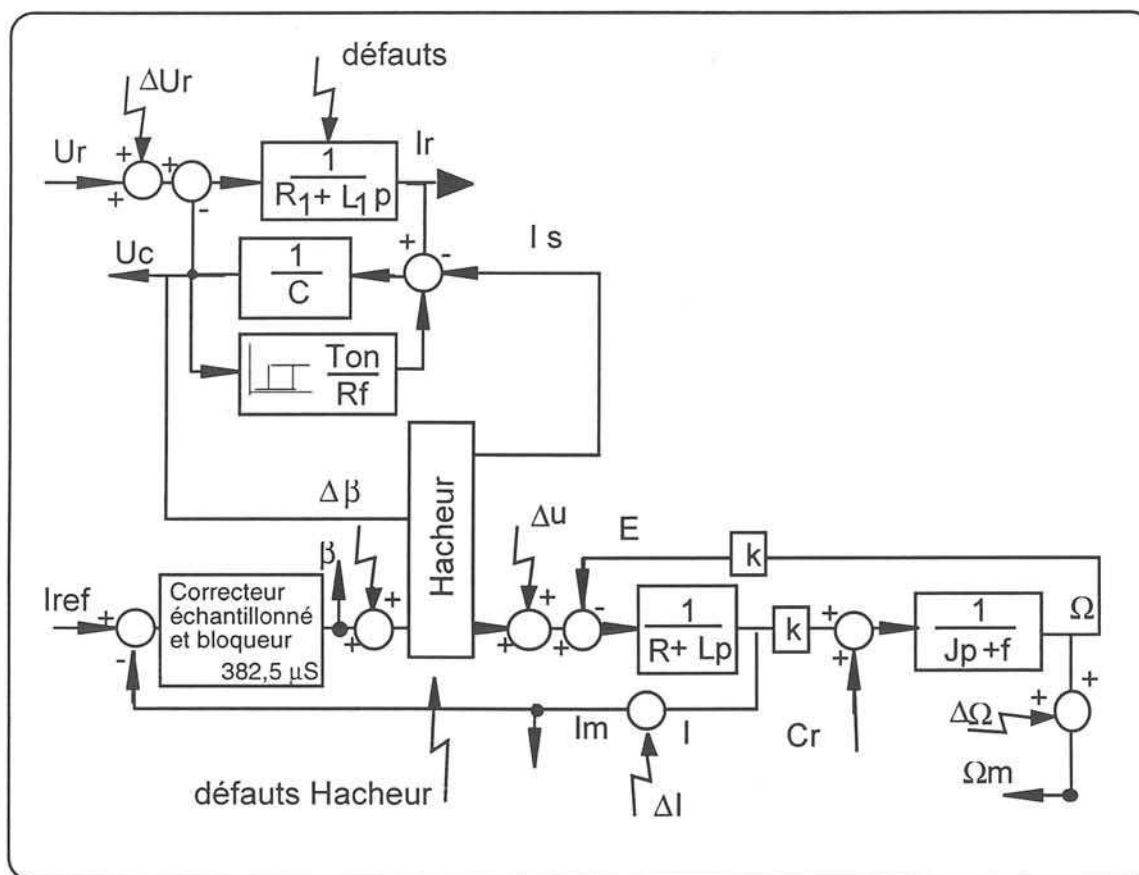 défauts
ΔUr
Ur
+
+
+
-
1
R1 + L1 p
Ir
Uc
1
C
+
-
I s
Ton
Rf
Δ β
Hacheur
Δu
E
k
β
Iref
+
-
Correcteur
échantillonné
et bloqueur
382,5 µS
+
+
+
+
-
+
1
R + Lp
k
+
+
1
Jp + f
Ω
Im
I
Cr
ΔΩ
+
+
Ωm
défauts Hacheur
ΔI